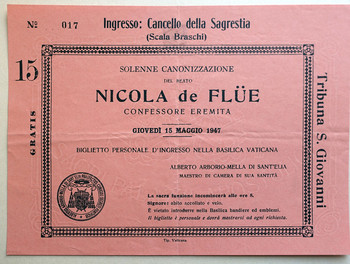 Nº 017
Ingresso: Cancello della Sagrestia
(Scala Braschi)
15
GRATIS
SOLENNE CANONIZZAZIONE
DEL BEATO
NICOLA de FLÜE
CONFESSORE EREMITA
GIOVEDÌ 15 MAGGIO 1947
BIGLIETTO PERSONALE D'INGRESSO NELLA BASILICA VATICANA
ALBERTO ARBORIO-MELLA DI SANT'ELIA
MAESTRO DI CAMERA DI SUA SANTITÀ
La sacra funzione incomincerà alle ore 8.
Signore: abito accollato e velo.
È vietato introdurre nella Basilica bandiere ed emblemi.
Il biglietto è personale e dovrà mostrarsi ad ogni richiesta.
Tribuna S. Giovanni
Tip. Vaticana